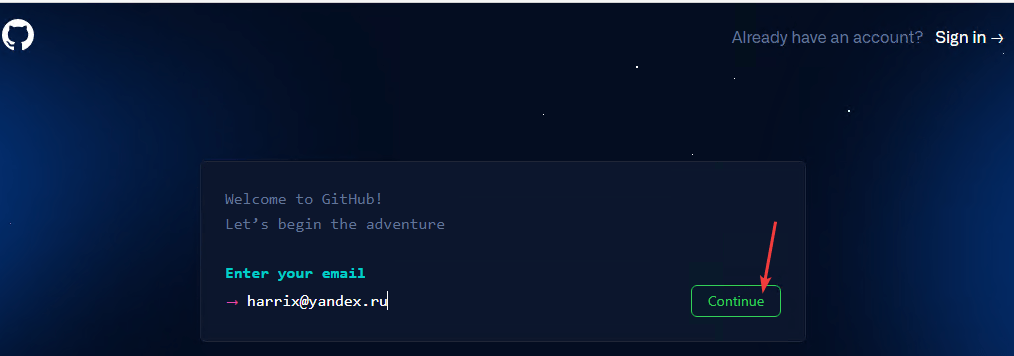 Already have an account? Sign in →
Welcome to GitHub!
Let’s begin the adventure
Enter your email
→ harrix@yandex.ru
Continue